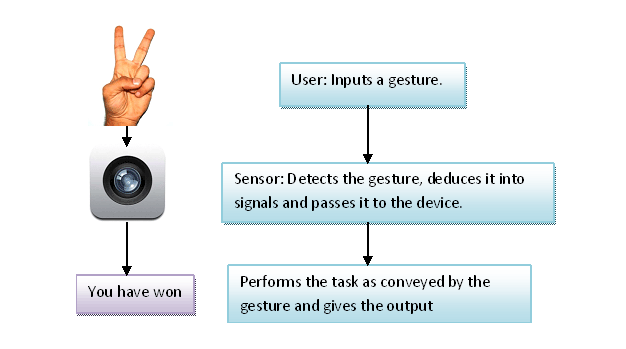 User: Inputs a gesture.
Sensor: Detects the gesture, deduces it into
signals and passes it to the device.
You have won
Performs the task as conveyed by the
gesture and gives the output